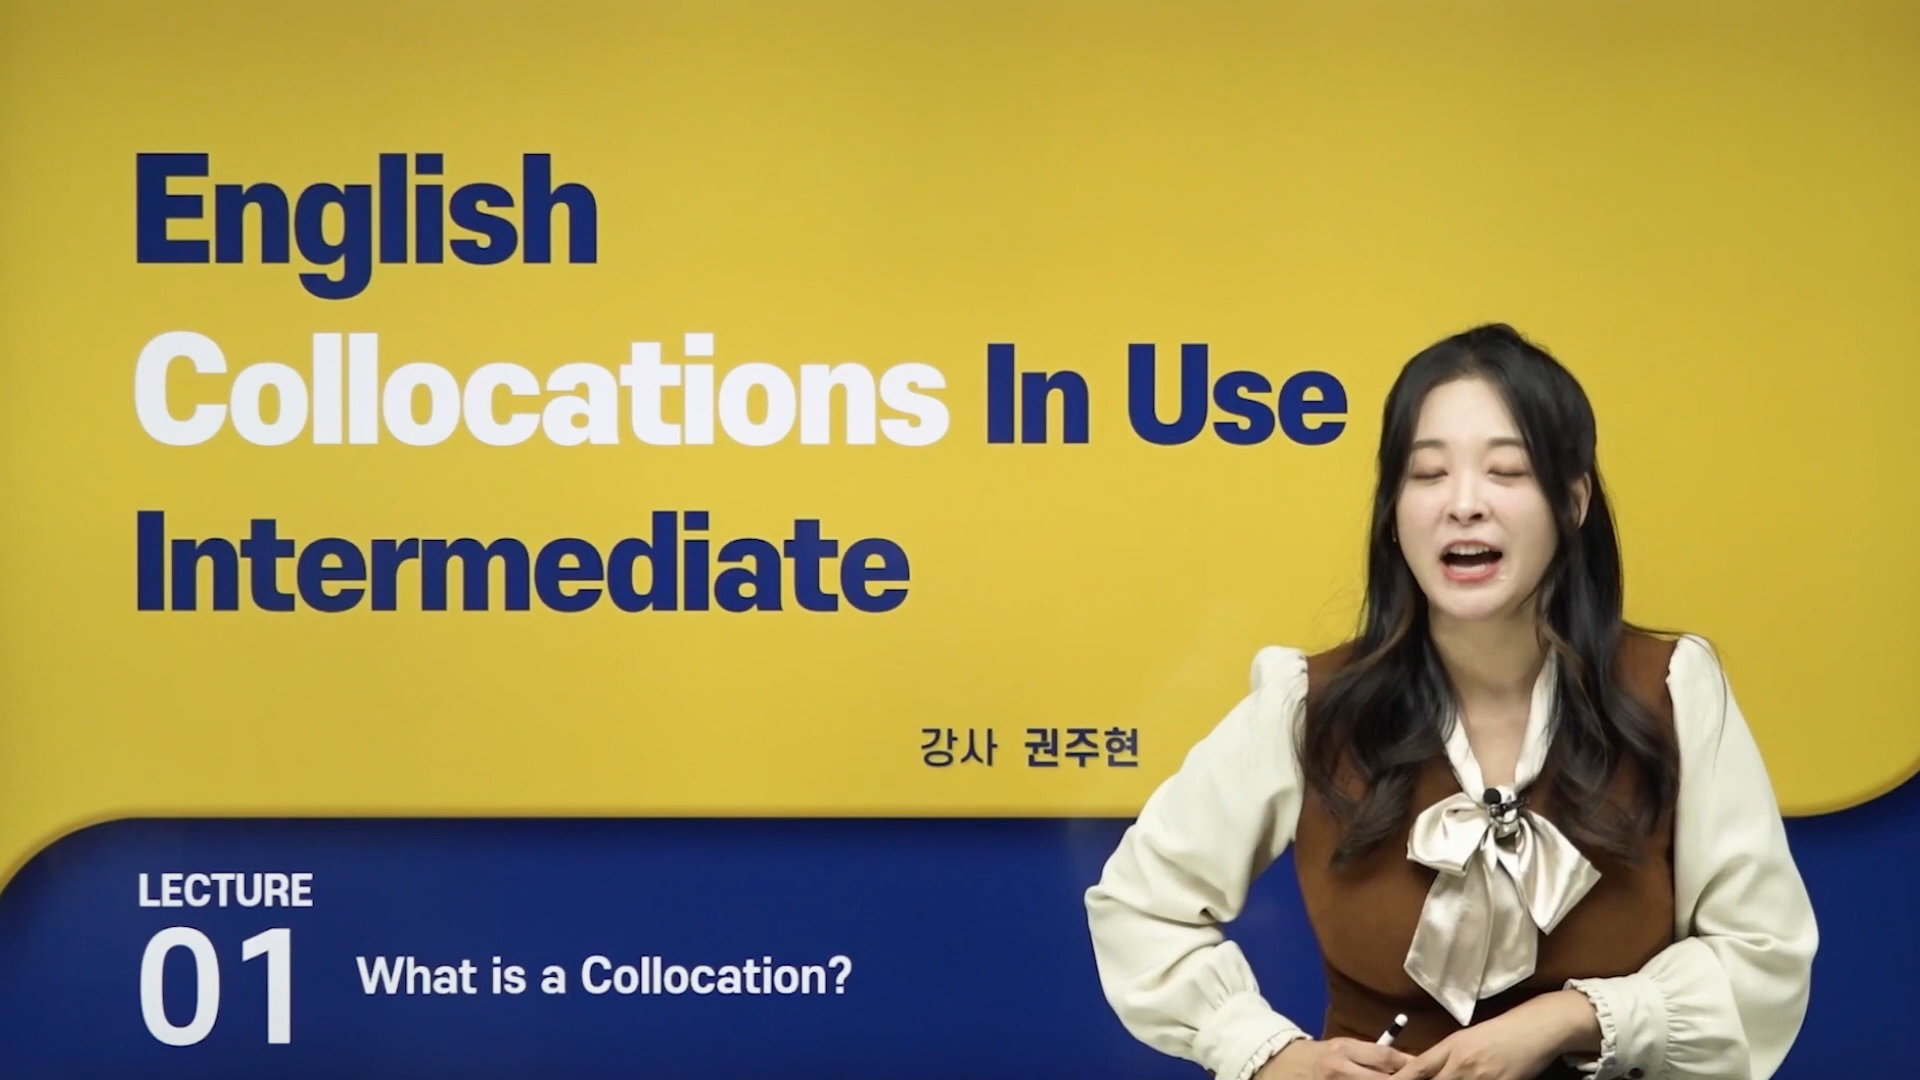 English
Collocations In Use
Intermediate
강사 권주현
LECTURE
01
What is a Collocation?